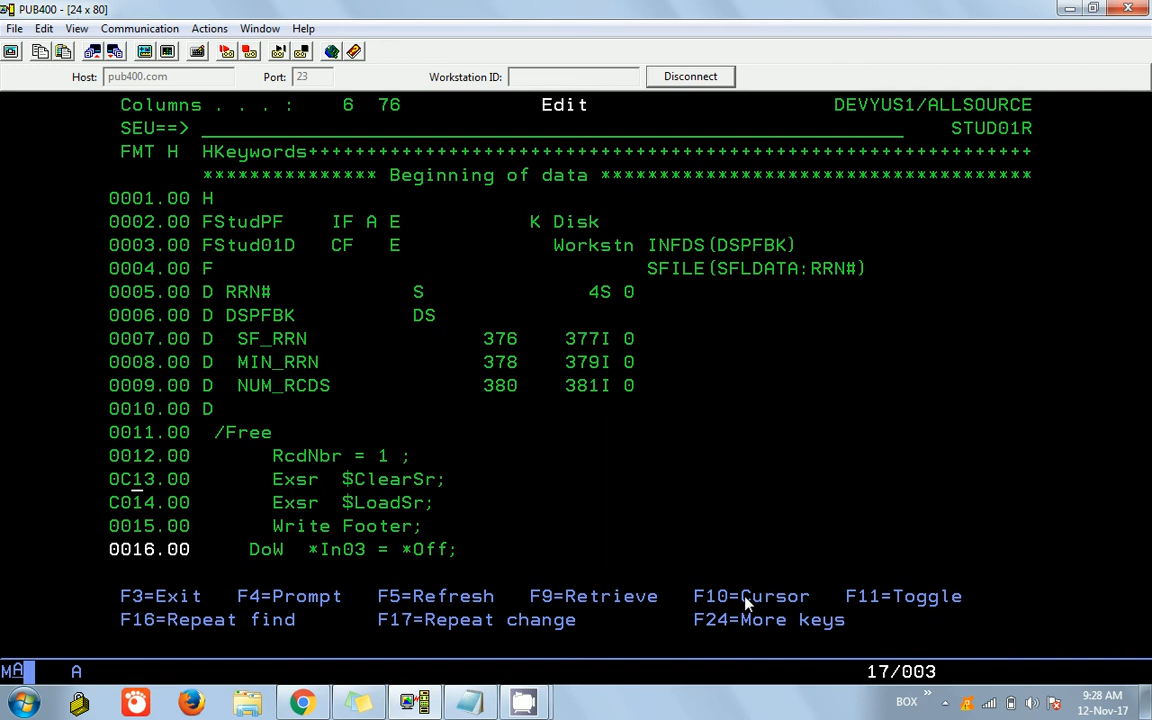 PUB400 - [24 x 80]
File Edit View Communication Actions Window Help
Host: pub400.com Port: 23 Workstation ID: Disconnect
Columns . . . : 6 76 Edit DEVYUS1/ALLSOURCE
SEU==> STUD01R
FMT H HKeywords+++++++++++++++++++++++++++++++++++++++++++++++++++++++++++++
*************** Beginning of data *************************************
0001.00 H
0002.00 FStudPF IF A E K Disk
0003.00 FStud01D CF E Workstn INFDS(DSPFBK)
0004.00 F SFILE(SFLDATA:RRN#)
0005.00 D RRN# S 4S 0
0006.00 D DSPFBK DS
0007.00 D SF_RRN 376 377I 0
0008.00 D MIN_RRN 378 379I 0
0009.00 D NUM_RCDS 380 381I 0
0010.00 D
0011.00 /Free
0012.00 RcdNbr = 1 ;
0C13.00 Exsr $ClearSr;
C014.00 Exsr $LoadSr;
0015.00 Write Footer;
0016.00 DoW *In03 = *Off;
F3=Exit F4=Prompt F5=Refresh F9=Retrieve F10=Cursor F11=Toggle
F16=Repeat find F17=Repeat change F24=More keys
MA A 17/003
BOX 9:28 AM
12-Nov-17